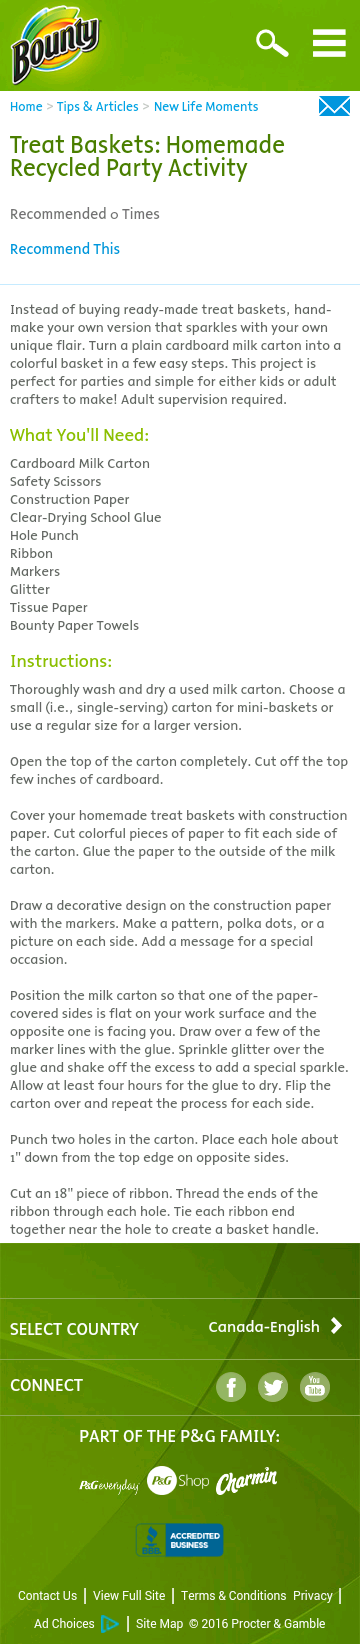 Bounty
Home > Tips & Articles > New Life Moments
Treat Baskets: Homemade
Recycled Party Activity
Recommended 0 Times
Recommend This
Instead of buying ready-made treat baskets, hand-
make your own version that sparkles with your own
unique flair. Turn a plain cardboard milk carton into a
colorful basket in a few easy steps. This project is
perfect for parties and simple for either kids or adult
crafters to make! Adult supervision required.
What You'll Need:
Cardboard Milk Carton
Safety Scissors
Construction Paper
Clear-Drying School Glue
Hole Punch
Ribbon
Markers
Glitter
Tissue Paper
Bounty Paper Towels
Instructions:
Thoroughly wash and dry a used milk carton. Choose a
small (i.e., single-serving) carton for mini-baskets or
use a regular size for a larger version.
Open the top of the carton completely. Cut off the top
few inches of cardboard.
Cover your homemade treat baskets with construction
paper. Cut colorful pieces of paper to fit each side of
the carton. Glue the paper to the outside of the milk
carton.
Draw a decorative design on the construction paper
with the markers. Make a pattern, polka dots, or a
picture on each side. Add a message for a special
occasion.
Position the milk carton so that one of the paper-
covered sides is flat on your work surface and the
opposite one is facing you. Draw over a few of the
marker lines with the glue. Sprinkle glitter over the
glue and shake off the excess to add a special sparkle.
Allow at least four hours for the glue to dry. Flip the
carton over and repeat the process for each side.
Punch two holes in the carton. Place each hole about
1" down from the top edge on opposite sides.
Cut an 18" piece of ribbon. Thread the ends of the
ribbon through each hole. Tie each ribbon end
together near the hole to create a basket handle.
SELECT COUNTRY Canada-English
CONNECT f You Tube
PART OF THE P&G FAMILY:
P&G everyday P&G Shop Charmin
BBB ACCREDITED BUSINESS
Contact Us | View Full Site | Terms & Conditions Privacy |
Ad Choices | Site Map © 2016 Procter & Gamble